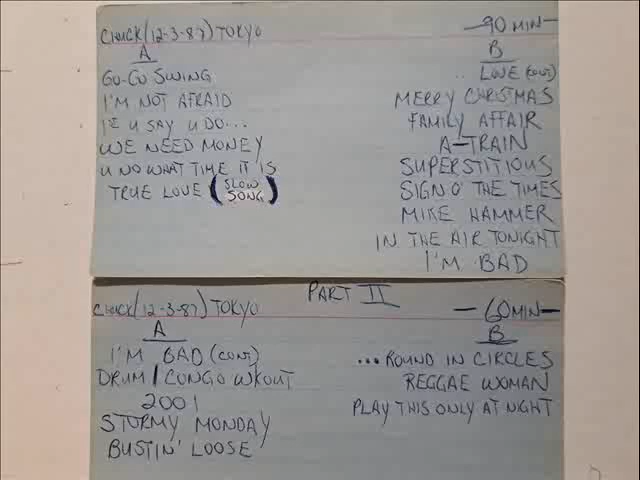 CHUCK (12-3-87) TOKYO
A
GO-GO SWING
I'M NOT AFRAID
IF U SAY U DO...
WE NEED MONEY
U NO WHAT TIME IT IS
TRUE LOVE (SLOW SONG)
—90 MIN—
B
.. LOVE (CONT)
MERRY CHRISTMAS
FAMILY AFFAIR
A-TRAIN
SUPERSTITIOUS
SIGN O' THE TIMES
MIKE HAMMER
IN THE AIR TONIGHT
I'M BAD
PART II
CHUCK (12-3-87) TOKYO
A
I'M BAD (CONT)
DRUM / CONGO WKOUT
2001
STORMY MONDAY
BUSTIN' LOOSE
— 60 MIN —
B
...ROUND IN CIRCLES
REGGAE WOMAN
PLAY THIS ONLY AT NIGHT